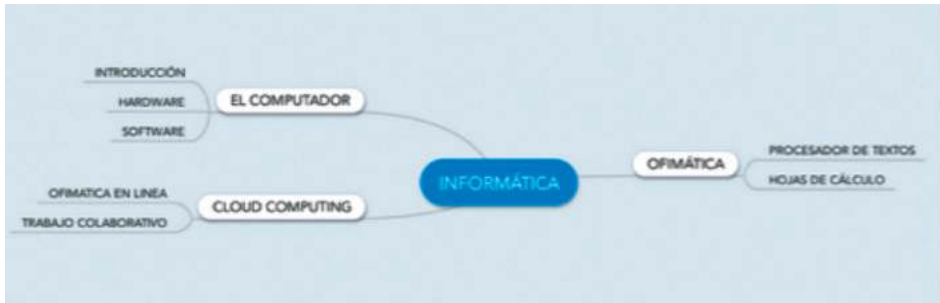 INTRODUCCIÓN
HARDWARE
SOFTWARE
EL COMPUTADOR
OFIMATICA EN LINEA
TRABAJO COLABORATIVO
CLOUD COMPUTING
INFORMÁTICA
OFIMÁTICA
PROCESADOR DE TEXTOS
HOJAS DE CÁLCULO